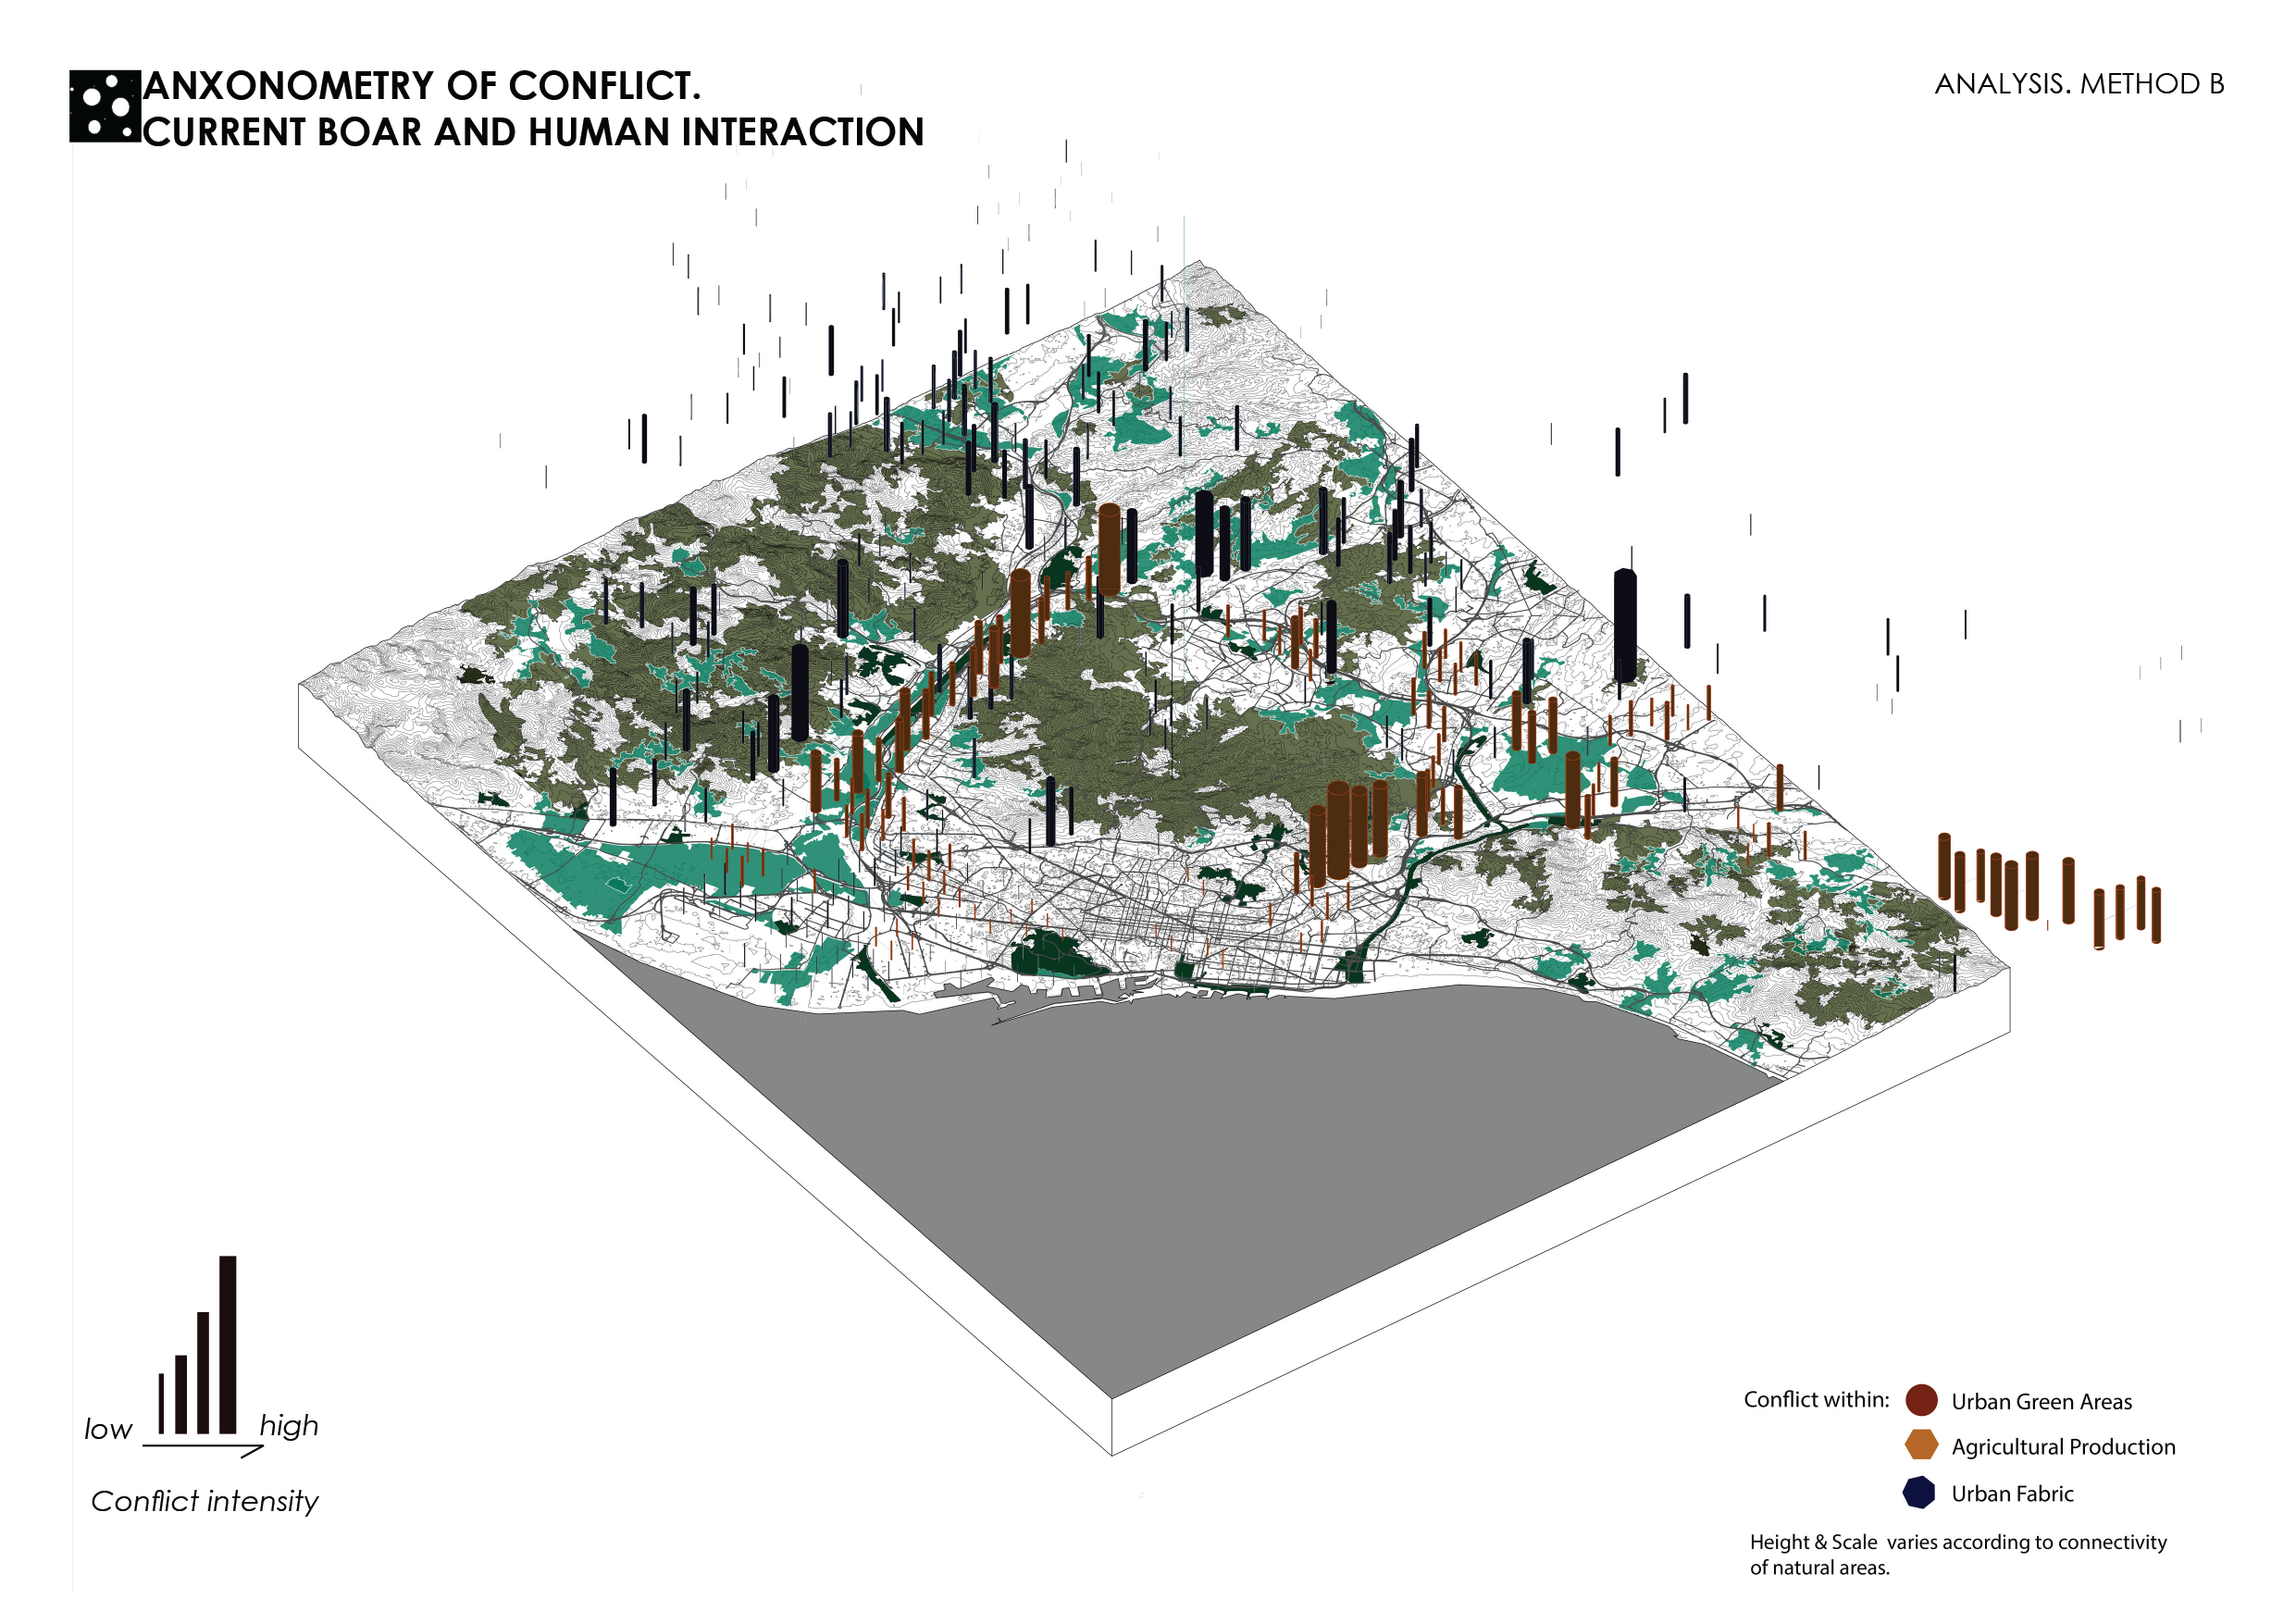 ANXONOMETRY OF CONFLICT.
CURRENT BOAR AND HUMAN INTERACTION
ANALYSIS. METHOD B
low
high
Conflict intensity
Conflict within:
Urban Green Areas
Agricultural Production
Urban Fabric
Height & Scale varies according to connectivity
of natural areas.